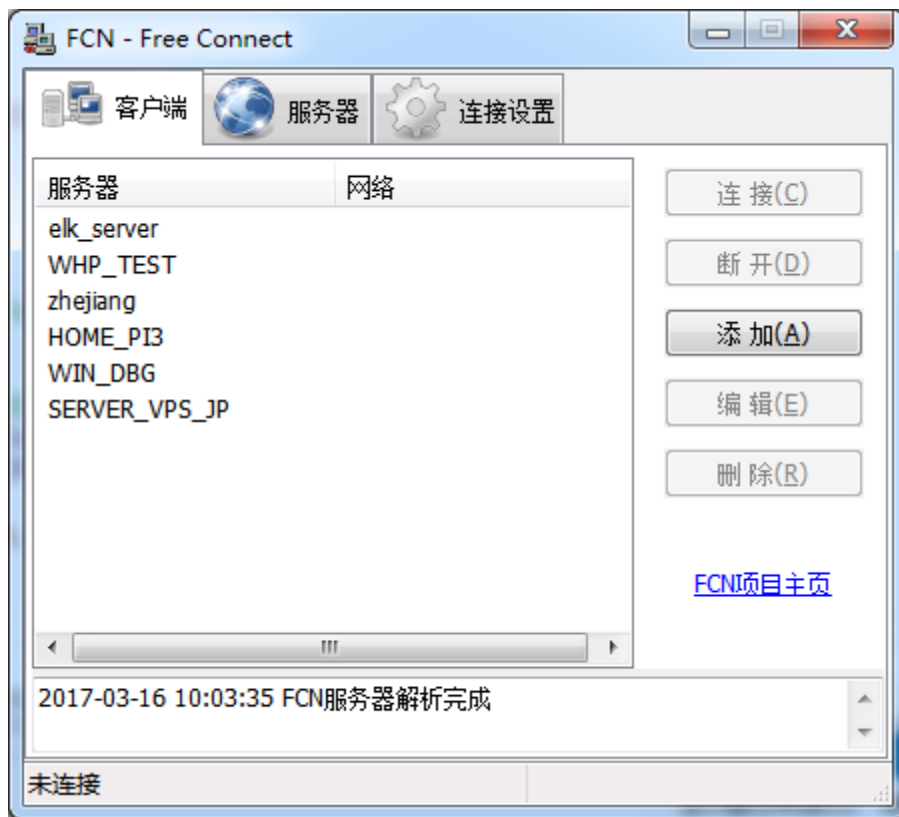 FCN - Free Connect
客户端 服务器 连接设置
服务器 网络
elk_server
WHP_TEST
zhejiang
HOME_PI3
WIN_DBG
SERVER_VPS_JP
连 接(C)
断 开(D)
添 加(A)
编 辑(E)
删 除(R)
FCN项目主页
2017-03-16 10:03:35 FCN服务器解析完成
未连接